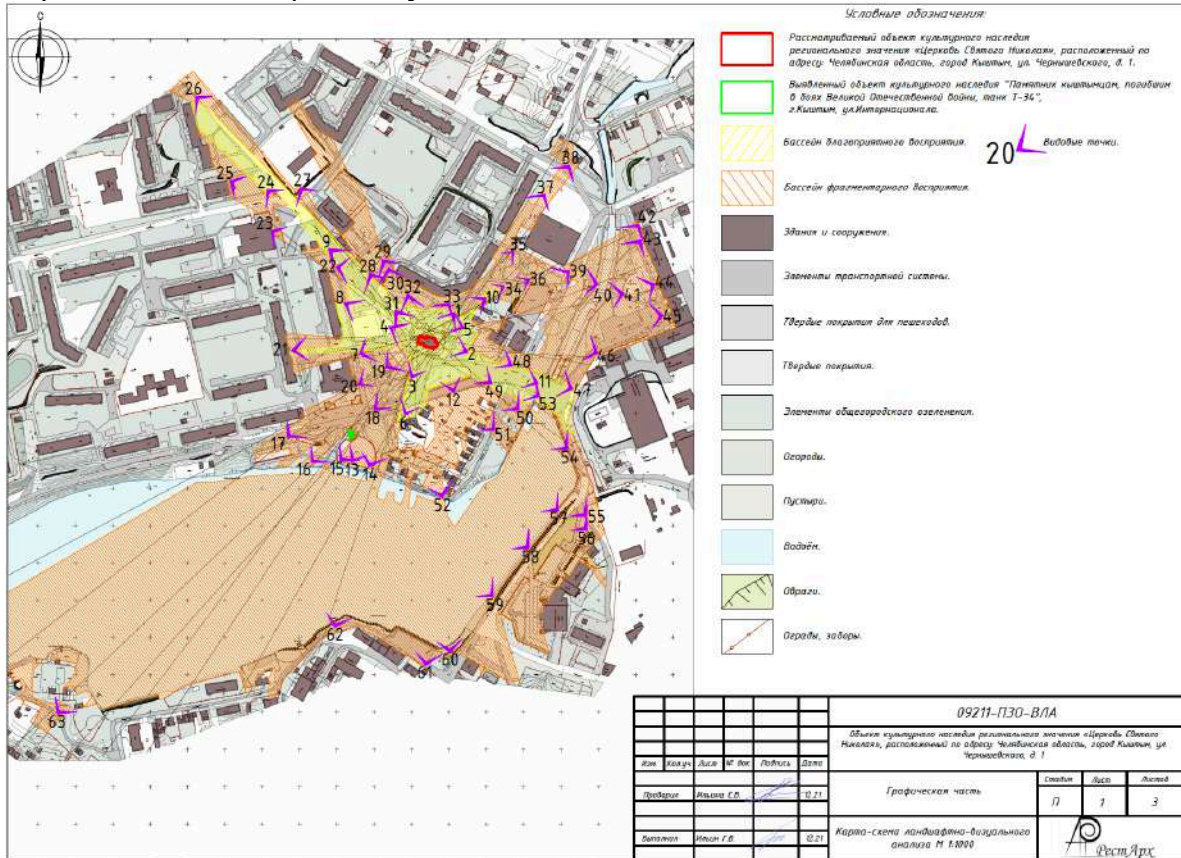 Условные обозначения:
Рассматриваемый объект культурного наследия
регионального значения «Церковь Святого Николая», расположенный по
адресу: Челябинская область, город Кыштым, ул. Чернышевского, д. 1.
Выявленный объект культурного наследия "Памятник кыштымцам, погибшим
в боях Великой Отечественной войны, танк Т-34",
г.Кыштым, ул.Интернационала.
Бассейн благоприятного восприятия.
20
Видовые точки.
Бассейн фрагментарного восприятия.
Здания и сооружения.
Элементы транспортной системы.
Твердые покрытия для пешеходов.
Твердые покрытия.
Элементы общегородского озеленения.
Огороды.
Пустыри.
Водоём.
Овраги.
Ограды, заборы.
С
26
38
25
24
27
37
42
23
43
9
29
35
22
28
30
36
39
44
32
34
40
41
8
31
33
10
45
4
1
5
21
7
2
46
19
48
20
3
11
47
12
49
53
18
6
50
51
17
54
16
15
13
14
52
57
55
56
58
59
62
60
61
63
09211-ПЗО-ВЛА
Объект культурного наследия регионального значения «Церковь Святого
Николая», расположенный по адресу: Челябинская область, город Кыштым, ул.
Чернышевского, д. 1
Изм. Кол.уч Лист № док. Подпись Дата
Проверил Ильина Е.В. 12.21
Графическая часть
Стадия Лист Листов
П 1 3
Выполнил Ильин Г.В. 12.21
Карта-схема ландшафтно-визуального
анализа М 1:1000
РестАрх